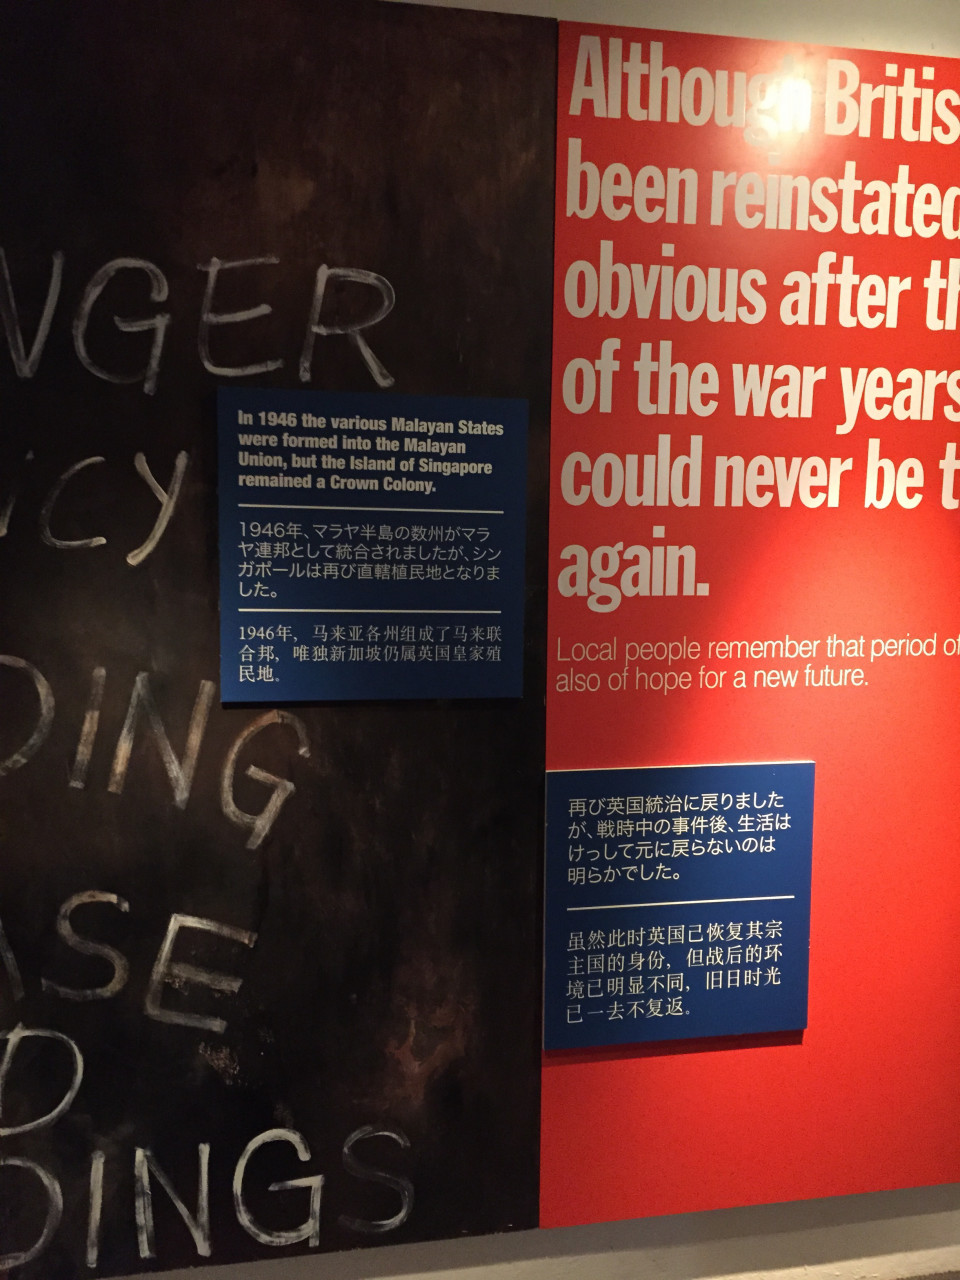 NGER
CY
DING
ASE
D
DINGS
In 1946 the various Malayan States
were formed into the Malayan
Union, but the Island of Singapore
remained a Crown Colony.
1946年、マラヤ半島の数州がマラ
ヤ連邦として統合されましたが、シン
ガポールは再び直轄植民地となりま
した。
1946年，马来亚各州组成了马来联
合邦，唯独新加坡仍属英国皇家殖
民地。
Although Britis
been reinstated
obvious after th
of the war years
could never be t
again.
Local people remember that period of
also of hope for a new future.
再び英国統治に戻りました
が、戦時中の事件後、生活は
けっして元に戻らないのは
明らかでした。
虽然此时英国己恢复其宗
主国的身份，但战后的环
境已明显不同，旧日时光
已一去不复返。